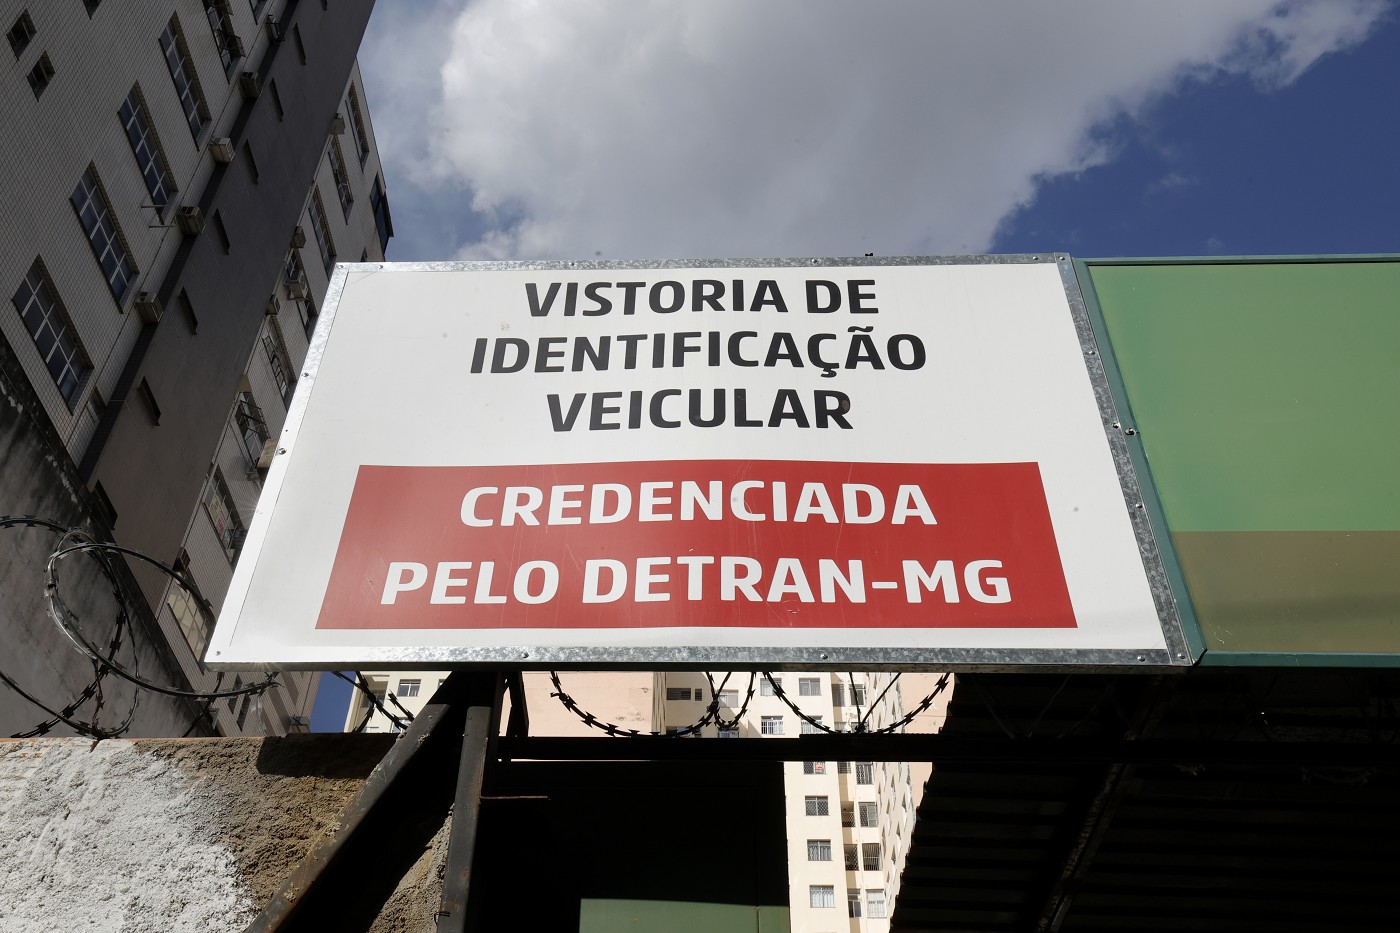 VISTORIA DE
IDENTIFICAÇÃO
VEICULAR
CREDENCIADA
PELO DETRAN-MG